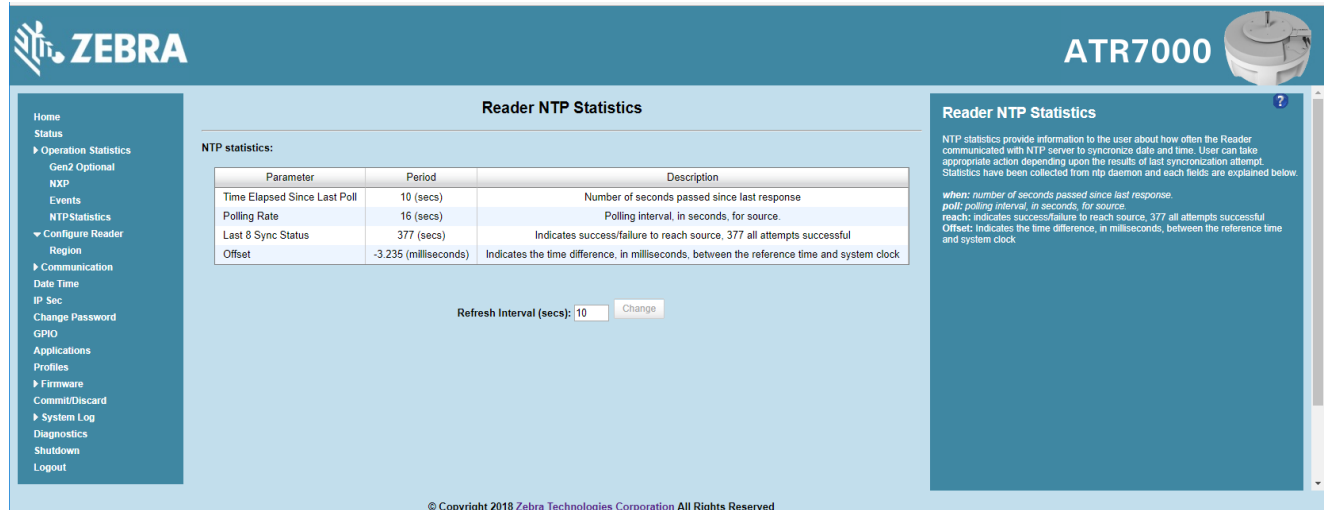 ZEBRA
ATR7000
Home
Status
Operation Statistics
Gen2 Optional
NXP
Events
NTPStatistics
Configure Reader
Region
Communication
Date Time
IP Sec
Change Password
GPIO
Applications
Profiles
Firmware
Commit/Discard
System Log
Diagnostics
Shutdown
Logout
Reader NTP Statistics
NTP statistics:
Parameter Period Description
Time Elapsed Since Last Poll 10 (secs) Number of seconds passed since last response
Polling Rate 16 (secs) Polling interval, in seconds, for source.
Last 8 Sync Status 377 (secs) Indicates success/failure to reach source, 377 all attempts successful
Offset -3.235 (milliseconds) Indicates the time difference, in milliseconds, between the reference time and system clock
Refresh Interval (secs): 10 Change
?
Reader NTP Statistics
NTP statistics provide information to the user about how often the Reader
communicated with NTP server to syncronize date and time. User can take
appropriate action depending upon the results of last syncronization attempt.
Statistics have been collected from ntp daemon and each fields are explained below.
when: number of seconds passed since last response.
poll: polling interval, in seconds, for source.
reach: indicates success/failure to reach source, 377 all attempts successful
Offset: Indicates the time difference, in milliseconds, between the reference time
and system clock
© Copyright 2018 Zebra Technologies Corporation All Rights Reserved